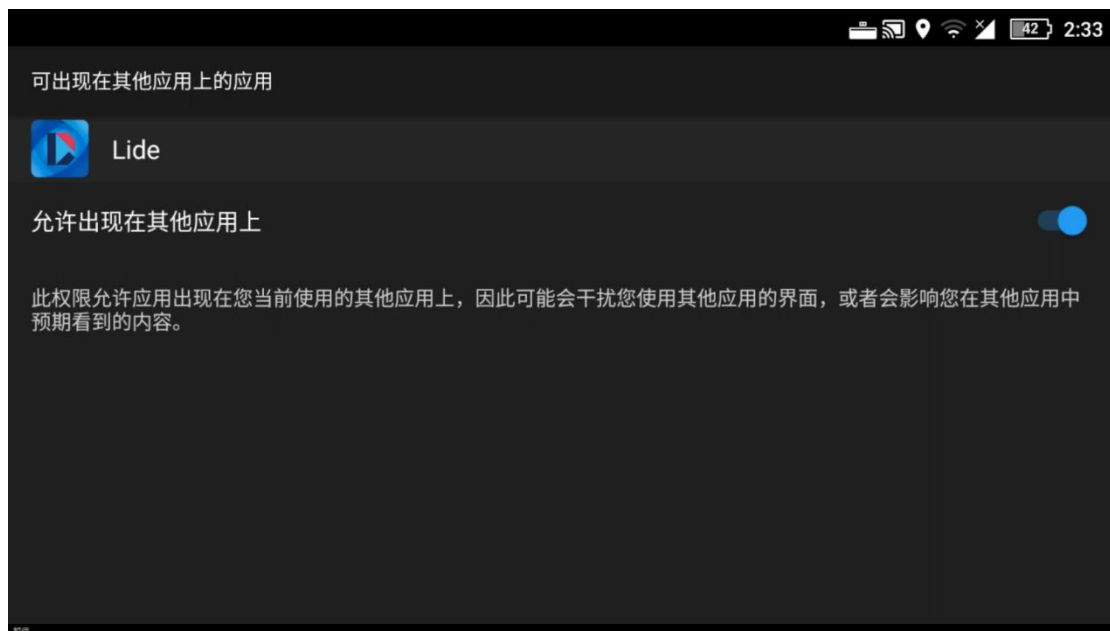 42 2:33
可出现在其他应用上的应用
Lide
允许出现在其他应用上
此权限允许应用出现在您当前使用的其他应用上，因此可能会干扰您使用其他应用的界面，或者会影响您在其他应用中
预期看到的内容。